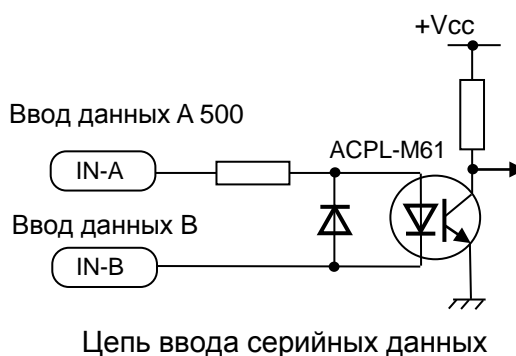 +Vcc
Ввод данных A 500
ACPL-M61
IN-A
Ввод данных B
IN-B
Цепь ввода серийных данных